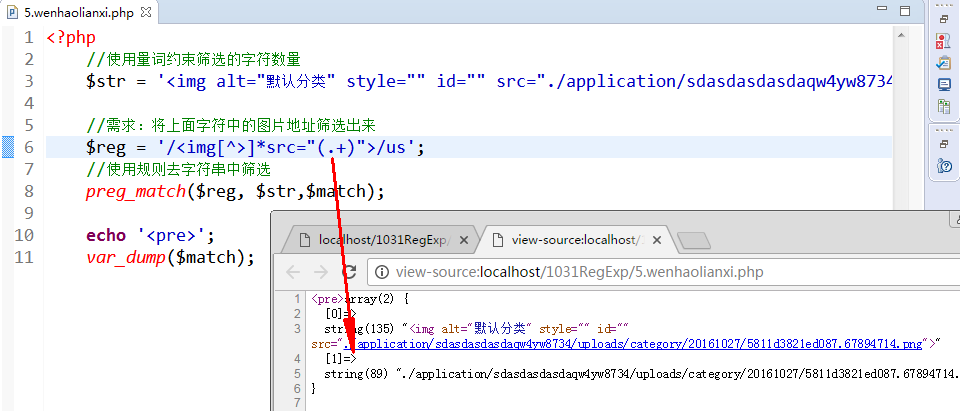 5.wenhaolianxi.php
1 <?php
2 //使用量词约束筛选的字符数量
3 $str = '<img alt="默认分类" style="" id="" src="./application/sdasdasdasdaqw4yw8734
4
5 //需求：将上面字符中的图片地址筛选出来
6 $reg = '/<img[^>]*src="(.+)">/us';
7 //使用规则去字符串中筛选
8 preg_match($reg, $str,$match);
9
10 echo '<pre>';
11 var_dump($match);
localhost/1031RegExp/
view-source:localhost/
view-source:localhost/1031RegExp/5.wenhaolianxi.php
1 <pre>array(2) {
2 [0]=>
3 string(135) "<img alt="默认分类" style="" id=""
src="./application/sdasdasdasdaqw4yw8734/uploads/category/20161027/5811d3821ed087.67894714.png">"
4 [1]=>
5 string(89) "./application/sdasdasdasdaqw4yw8734/uploads/category/20161027/5811d3821ed087.67894714.
6 }